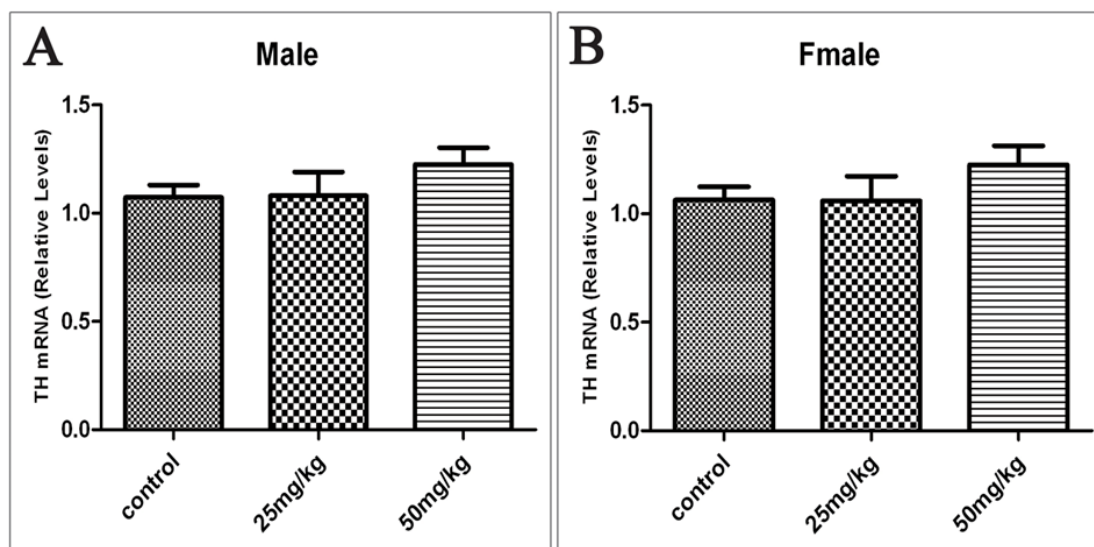 A
Male
TH mRNA (Relative Levels)
1.5
1.0
0.5
0.0
control
25mg/kg
50mg/kg
B
Fmale
TH mRNA (Relative Levels)
1.5
1.0
0.5
0.0
control
25mg/kg
50mg/kg